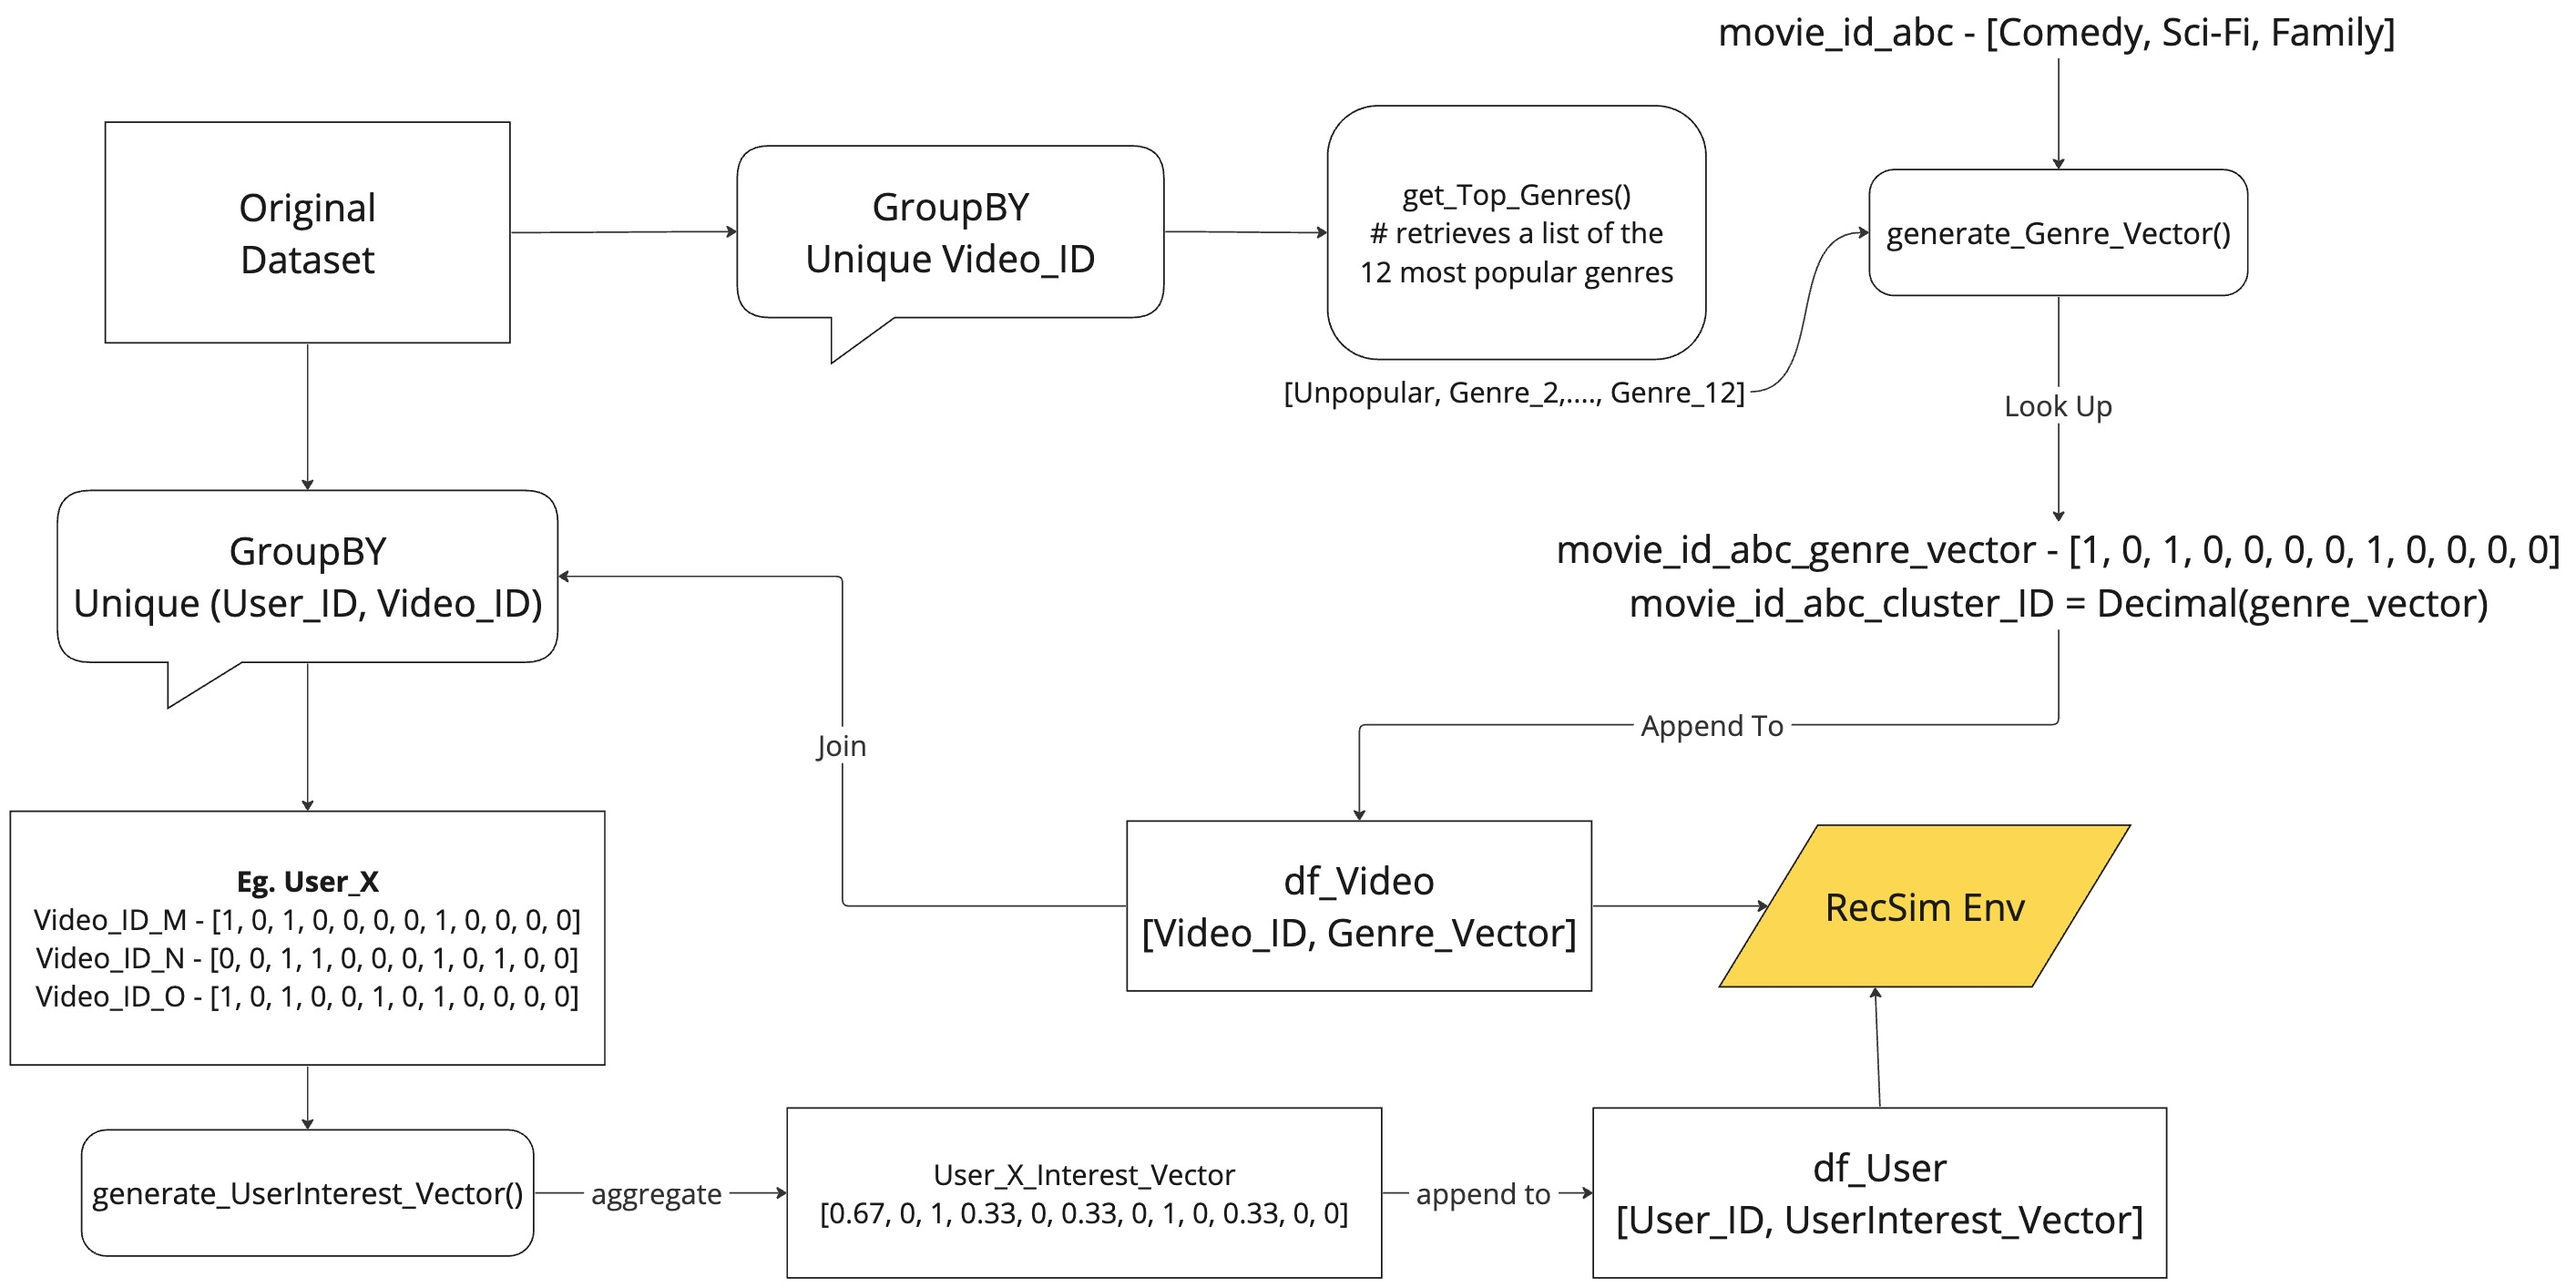 movie_id_abc - [Comedy, Sci-Fi, Family]
Original
Dataset
GroupBY
Unique Video_ID
get_Top_Genres()
# retrieves a list of the
12 most popular genres
generate_Genre_Vector()
[Unpopular, Genre_2,...., Genre_12]
Look Up
GroupBY
Unique (User_ID, Video_ID)
movie_id_abc_genre_vector - [1, 0, 1, 0, 0, 0, 0, 1, 0, 0, 0, 0]
movie_id_abc_cluster_ID = Decimal(genre_vector)
Join
Append To
Eg. User_X
Video_ID_M - [1, 0, 1, 0, 0, 0, 0, 1, 0, 0, 0, 0]
Video_ID_N - [0, 0, 1, 1, 0, 0, 0, 1, 0, 1, 0, 0]
Video_ID_O - [1, 0, 1, 0, 0, 1, 0, 1, 0, 0, 0, 0]
df_Video
[Video_ID, Genre_Vector]
RecSim Env
generate_UserInterest_Vector()
aggregate
User_X_Interest_Vector
[0.67, 0, 1, 0.33, 0, 0.33, 0, 1, 0, 0.33, 0, 0]
append to
df_User
[User_ID, UserInterest_Vector]